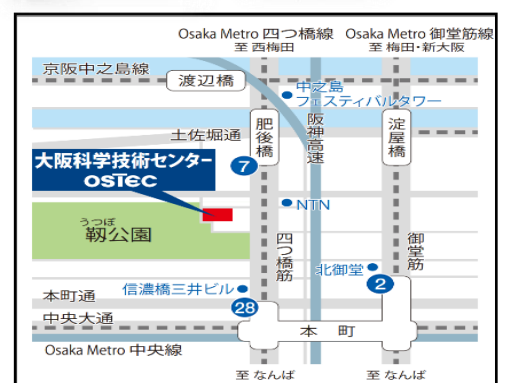 Osaka Metro 四つ橋線
Osaka Metro 御堂筋線
至 西梅田
至 梅田・新大阪
京阪中之島線
渡辺橋
中之島
フェスティバルタワー
土佐堀通
肥後橋
阪神高速
淀屋橋
大阪科学技術センター
OSTEC
7
NTN
うつぼ
靭公園
四つ橋筋
御堂筋
北御堂
2
信濃橋三井ビル
本町通
28
中央大通
本町
Osaka Metro 中央線
至 なんば
至 なんば